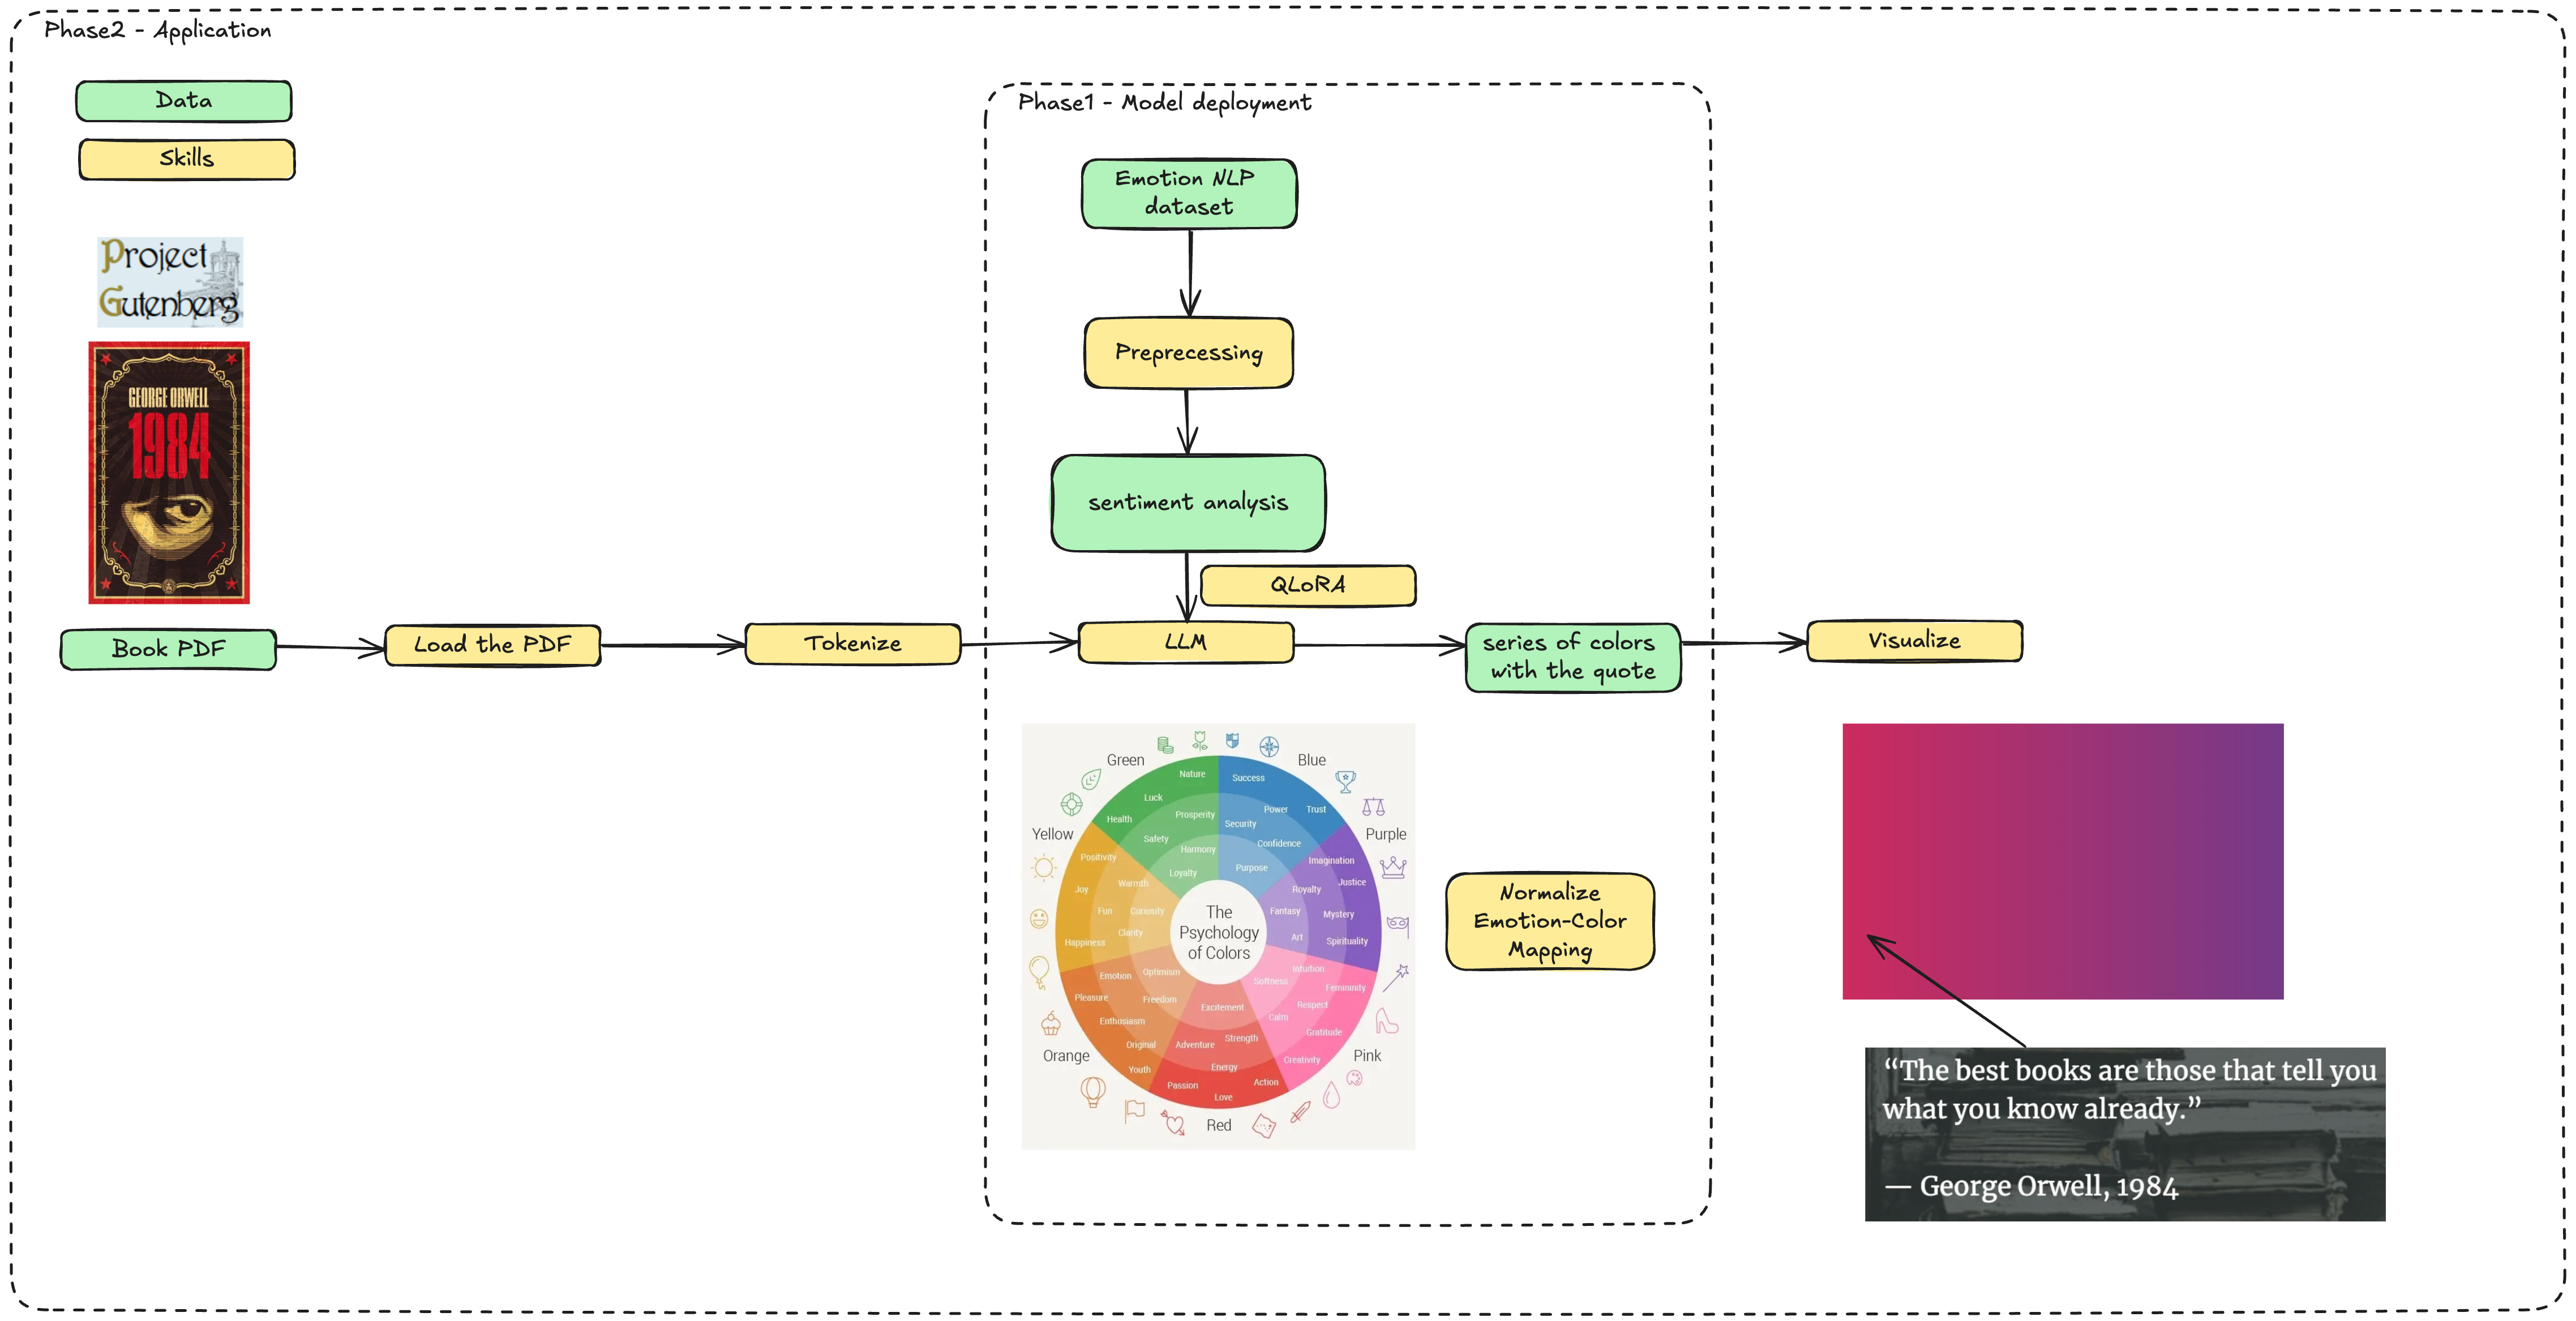 Phase2 - Application
Data
Skills
Project
Gutenberg
GEORGE ORWELL
1984
Book PDF
Load the PDF
Tokenize
Phase1 - Model deployment
Emotion NLP
dataset
Preprecessing
sentiment analysis
QLoRA
LLM
series of colors
with the quote
Visualize
Green
Blue
Yellow
Purple
Orange
Pink
Red
Nature
Luck
Health
Prosperity
Safety
Harmony
Loyalty
Success
Power
Trust
Security
Confidence
Purpose
Imagination
Justice
Royalty
Fantasy
Mystery
Art
Spirituality
Positivity
Joy
Warmth
Fun
Curiosity
Clarity
Happiness
The
Psychology
of Colors
Emotion
Optimism
Pleasure
Freedom
Enthusiasm
Original
Youth
Intuition
Softness
Femininity
Respect
Calm
Gratitude
Creativity
Excitement
Strength
Adventure
Energy
Passion
Action
Love
Normalize
Emotion-Color
Mapping
“The best books are those that tell you
what you know already.”
— George Orwell, 1984